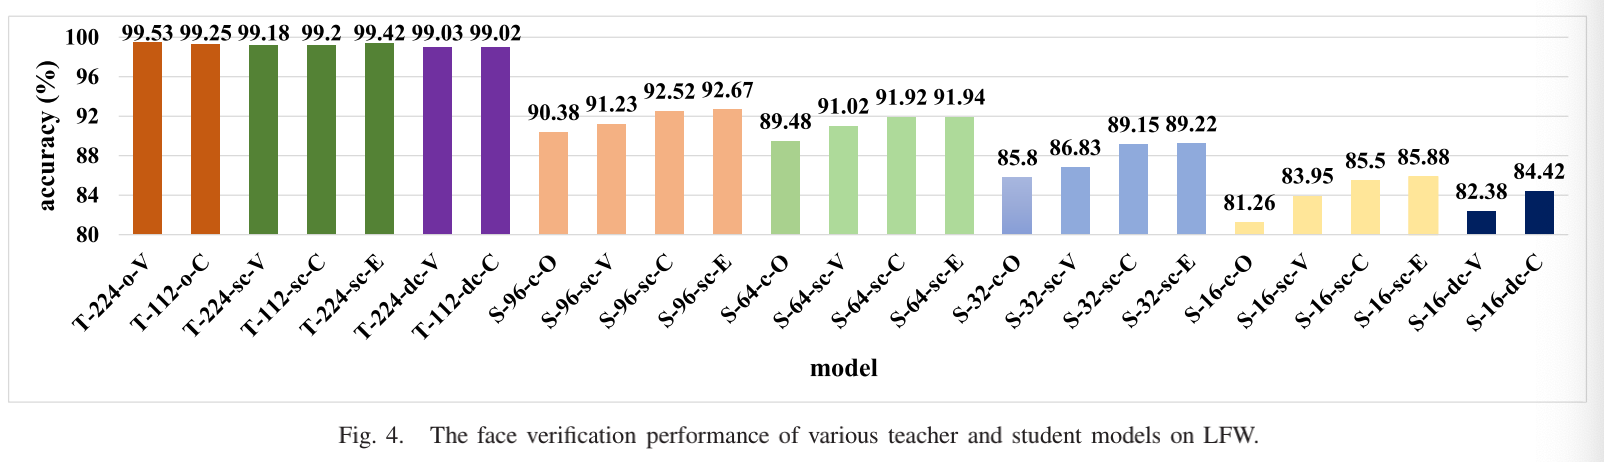 99.53 99.25 99.18 99.2 99.42 99.03 99.02
90.38 91.23 92.52 92.67
89.48 91.02 91.92 91.94
85.8 86.83 89.15 89.22
81.26 83.95 85.5 85.88
82.38 84.42
100
96
92
88
84
80
accuracy (%)
T-224-o-V
T-112-o-C
T-224-sc-V
T-112-sc-C
T-224-sc-E
T-224-dc-V
T-112-dc-C
S-96-c-O
S-96-sc-V
S-96-sc-C
S-96-sc-E
S-64-c-O
S-64-sc-V
S-64-sc-C
S-64-sc-E
S-32-c-O
S-32-sc-V
S-32-sc-C
S-32-sc-E
S-16-c-O
S-16-sc-V
S-16-sc-C
S-16-sc-E
S-16-dc-V
S-16-dc-C
model
Fig. 4. The face verification performance of various teacher and student models on LFW.